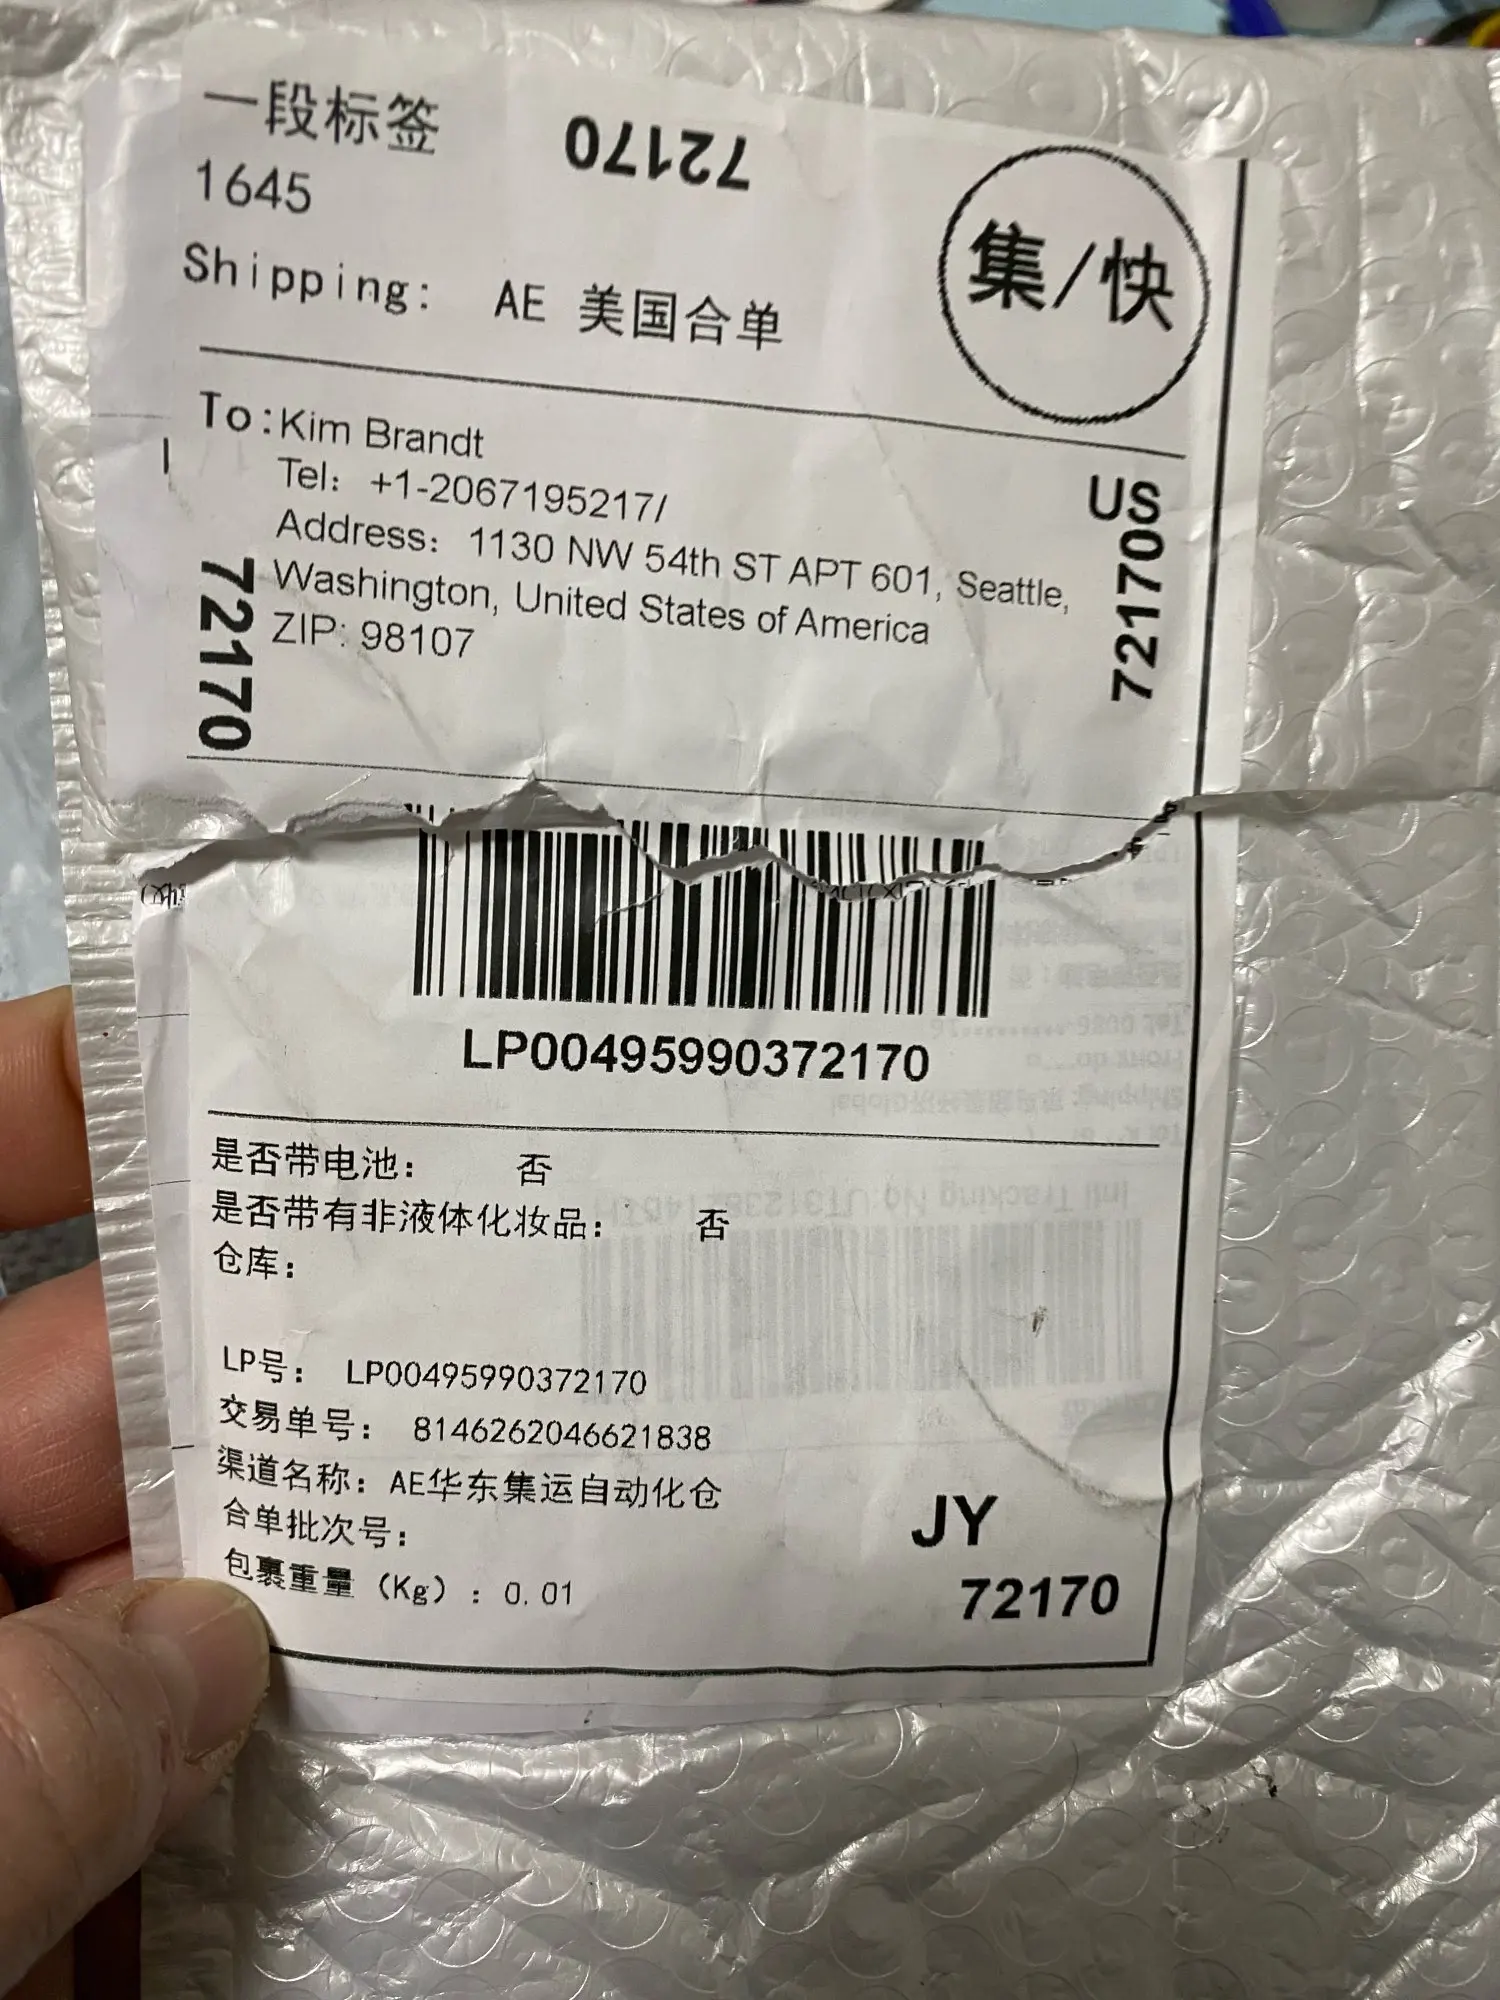 一段标签
72170
1645
集/快
Shipping: AE 美国合单
To:Kim Brandt
Tel: +1-2067195217/
Address: 1130 NW 54th ST APT 601, Seattle,
Washington, United States of America
ZIP: 98107
72170
US
72170
LP00495990372170
是否带电池: 否
是否带有非液体化妆品: 否
仓库:
LP号: LP00495990372170
交易单号: 8146262046621838
渠道名称: AE华东集运自动化仓
合单批次号:
包裹重量 (Kg) : 0.01
JY
72170